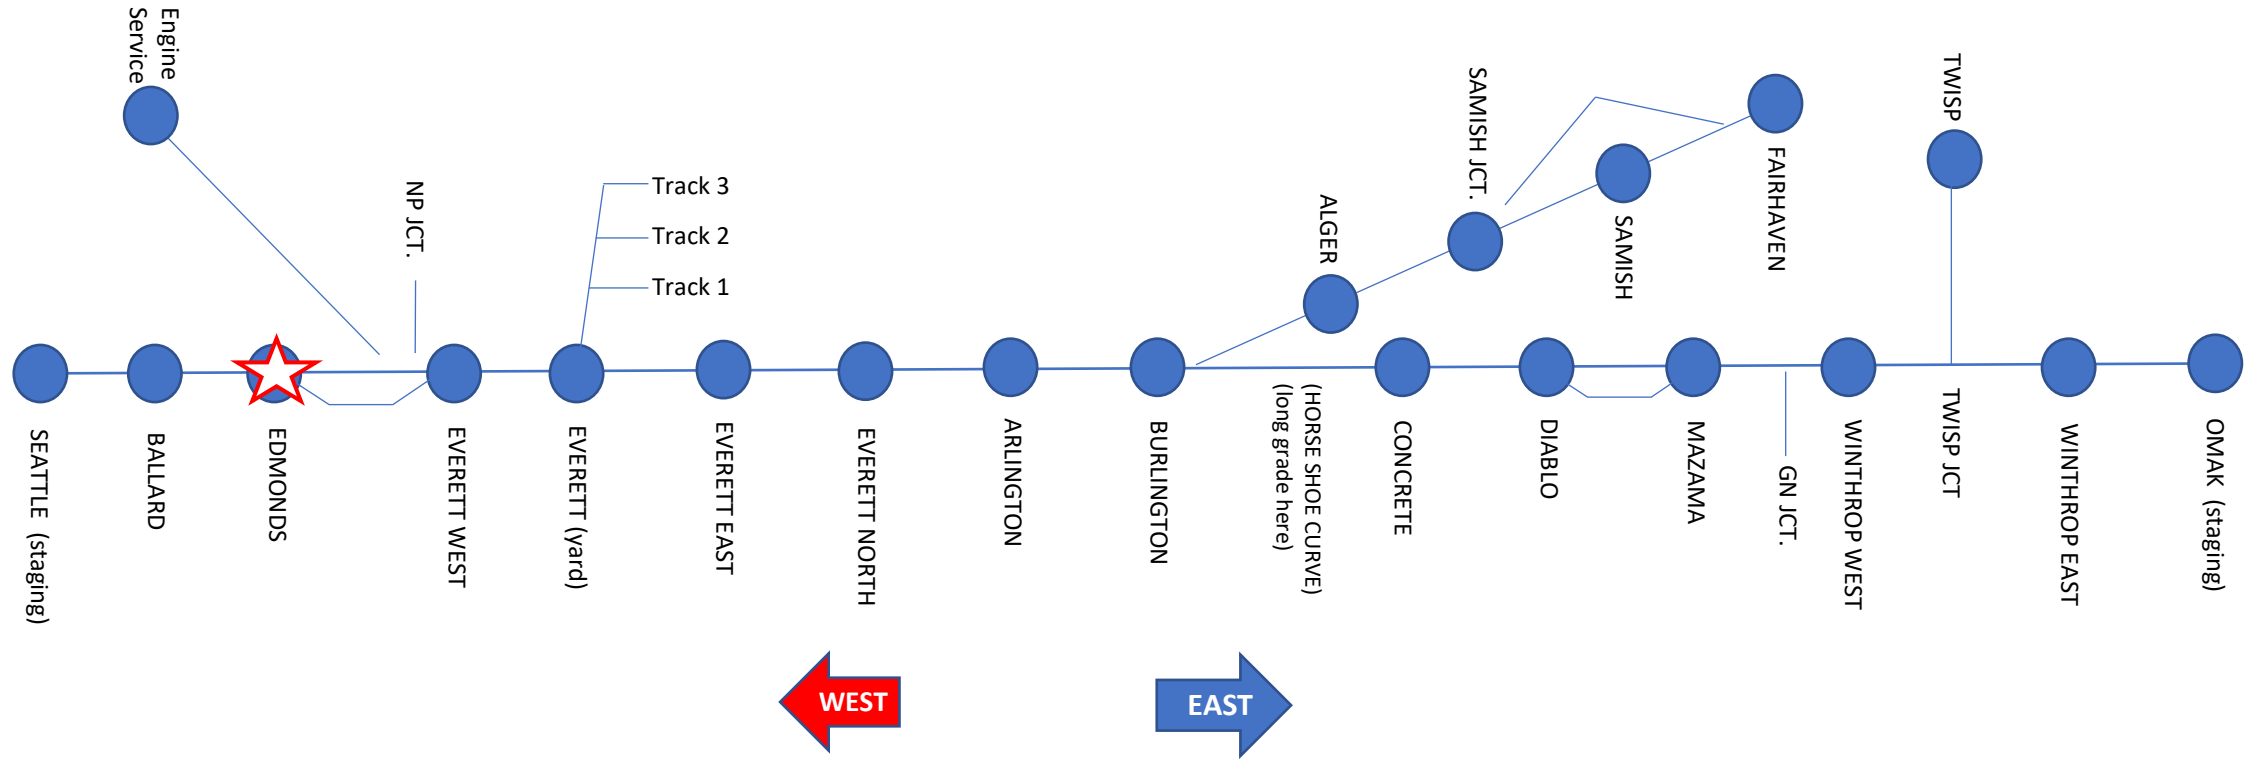 Engine
Service
NP JCT.
Track 3
Track 2
Track 1
ALGER
SAMISH JCT.
SAMISH
FAIRHAVEN
TWISP
SEATTLE (staging)
BALLARD
EDMONDS
EVERETT WEST
EVERETT (yard)
EVERETT EAST
EVERETT NORTH
ARLINGTON
BURLINGTON
(HORSE SHOE CURVE)
(long grade here)
CONCRETE
DIABLO
MAZAMA
GN JCT.
WINTHROP WEST
TWISP JCT
WINTHROP EAST
OMAK (staging)
WEST
EAST